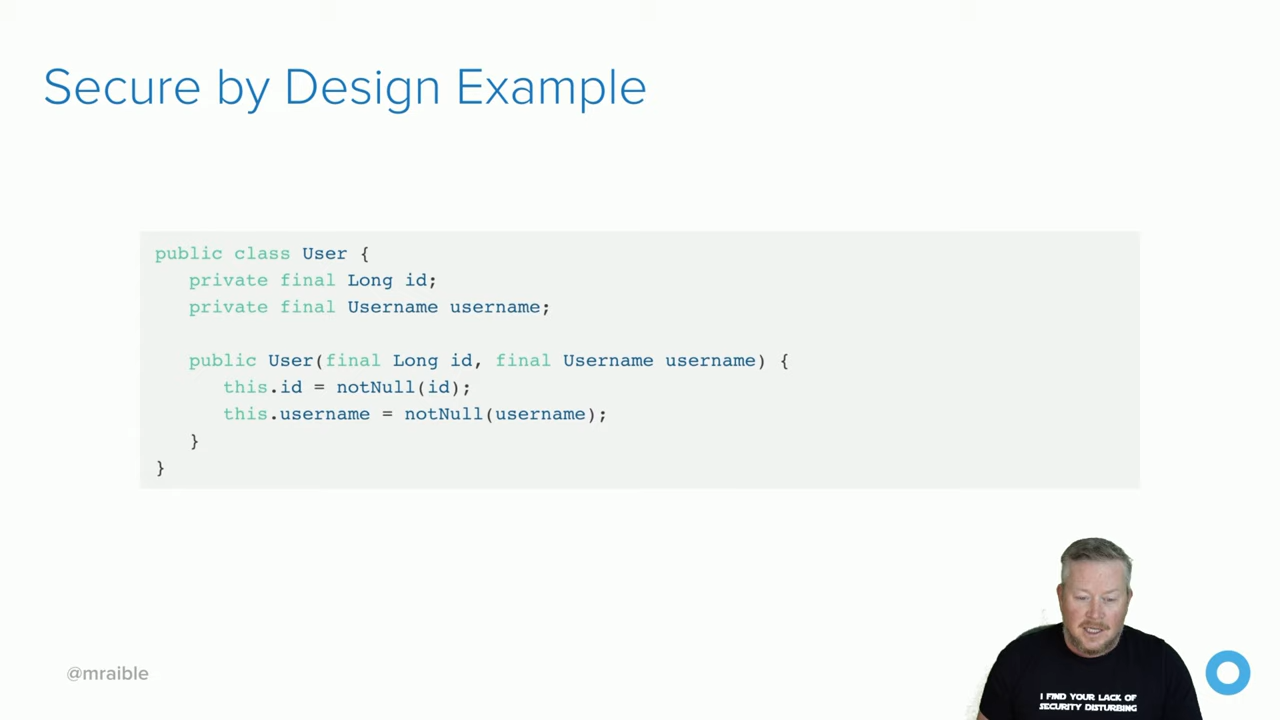 Secure by Design Example
public class User {
   private final Long id;
   private final Username username;

   public User(final Long id, final Username username) {
      this.id = notNull(id);
      this.username = notNull(username);
   }
}
@mraible
I FIND YOUR LACK OF
SECURITY DISTURBING